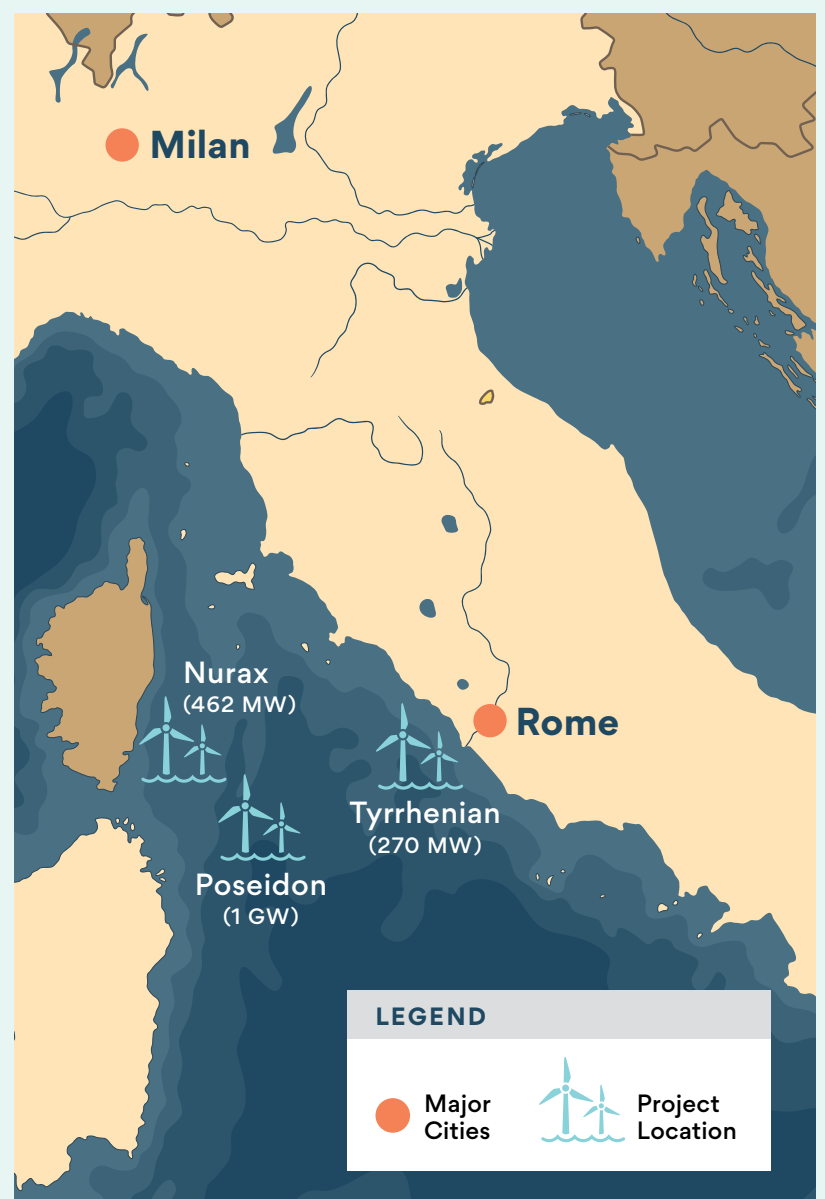 Milan
Nurax
(462 MW)
Rome
Tyrrhenian
(270 MW)
Poseidon
(1 GW)
LEGEND
Major
Cities
Project
Location